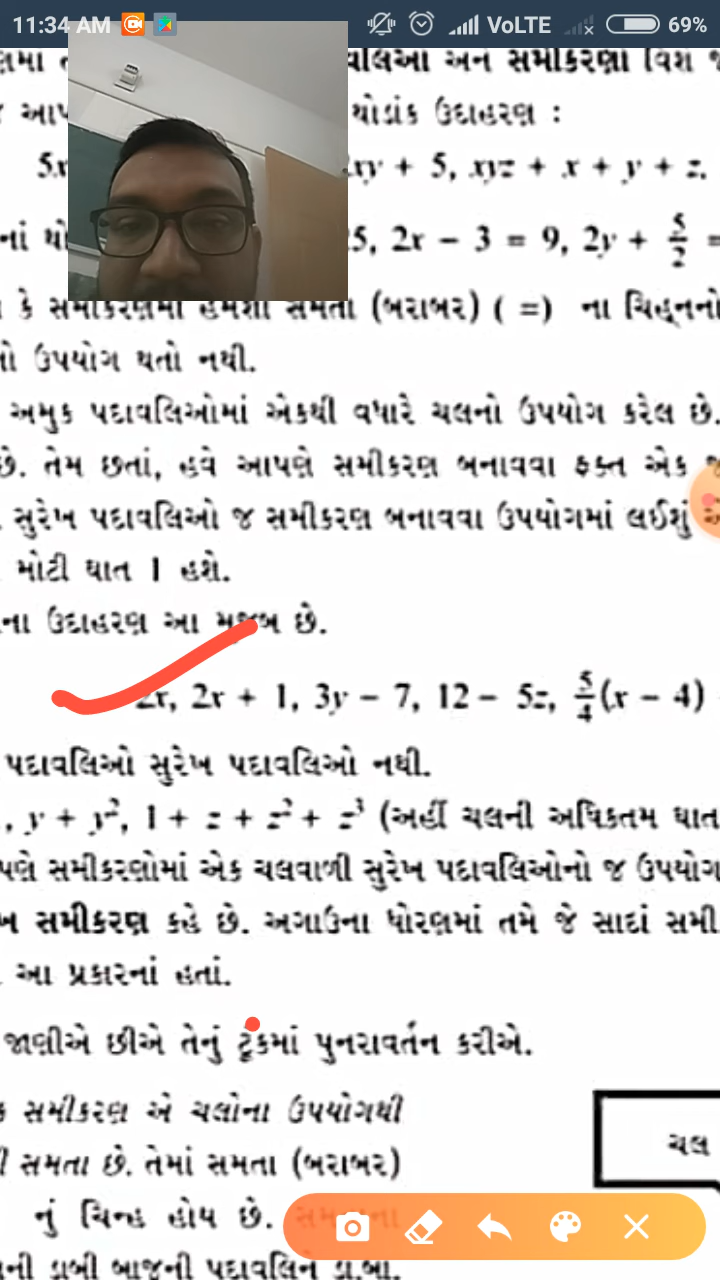 11:34 AM VoLTE 69%
વલિઓ અને સમીકરણો વિશે
થોડાંક ઉદાહરણ :
5x xy + 5, xyz + x + y + z,
નાં 25, 2x − 3 = 9, 2y + 5/2 =
કે સમીકરણમાં હંમેશાં સમતા (બરાબર) ( =) ના ચિહ્નનો
ઉપયોગ થતો નથી.
અમુક પદાવલિઓમાં એકથી વધારે ચલનો ઉપયોગ કરેલ છે.
છે. તેમ છતાં, હવે આપણે સમીકરણ બનાવવા ફક્ત એક
સુરેખ પદાવલિઓ જ સમીકરણ બનાવવા ઉપયોગમાં લઈશું
મોટી ઘાત 1 હશે.
ના ઉદાહરણ આ મુજબ છે.
2x, 2x + 1, 3y − 7, 12 − 5z, 5/4(x − 4)
પદાવલિઓ સુરેખ પદાવલિઓ નથી.
, y + y², 1 + z + z² + z³ (અહીં ચલની અધિકતમ ઘાત
પણે સમીકરણોમાં એક ચલવાળી સુરેખ પદાવલિઓનો જ ઉપયોગ
ખ સમીકરણ કહે છે. અગાઉના ધોરણમાં તમે જે સાદાં સમી
આ પ્રકારનાં હતાં.
જાણીએ છીએ તેનું ટૂંકમાં પુનરાવર્તન કરીએ.
ક સમીકરણ એ ચલોના ઉપયોગથી
સમતા છે. તેમાં સમતા (બરાબર)
ચલ
નું ચિન્હ હોય છે.
ની ડાબી બાજુની પદાવલિને ડા.બા.